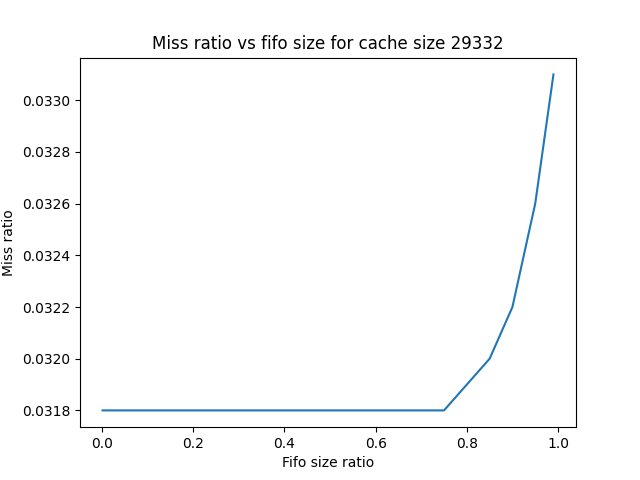 Miss ratio vs fifo size for cache size 29332
0.0330
0.0328
0.0326
0.0324
0.0322
0.0320
0.0318
Miss ratio
0.0 0.2 0.4 0.6 0.8 1.0
Fifo size ratio